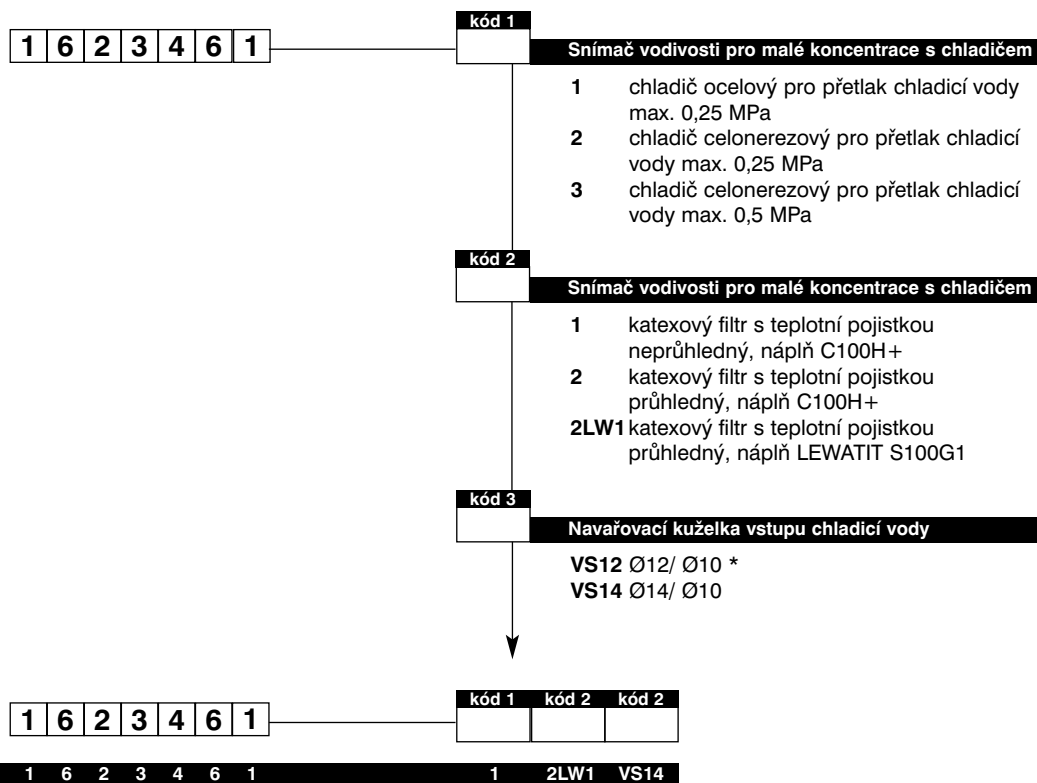 kód 1
1 6 2 3 4 6 1
Snímač vodivosti pro malé koncentrace s chladičem
1 chladič ocelový pro přetlak chladicí vody
max. 0,25 MPa
2 chladič celonerezový pro přetlak chladicí
vody max. 0,25 MPa
3 chladič celonerezový pro přetlak chladicí
vody max. 0,5 MPa
kód 2
Snímač vodivosti pro malé koncentrace s chladičem
1 katexový filtr s teplotní pojistkou
neprůhledný, náplň C100H+
2 katexový filtr s teplotní pojistkou
průhledný, náplň C100H+
2LW1 katexový filtr s teplotní pojistkou
průhledný, náplň LEWATIT S100G1
kód 3
Navařovací kuželka vstupu chladicí vody
VS12 Ø12/ Ø10 *
VS14 Ø14/ Ø10
kód 1 kód 2 kód 2
1 6 2 3 4 6 1
1 6 2 3 4 6 1 1 2LW1 VS14